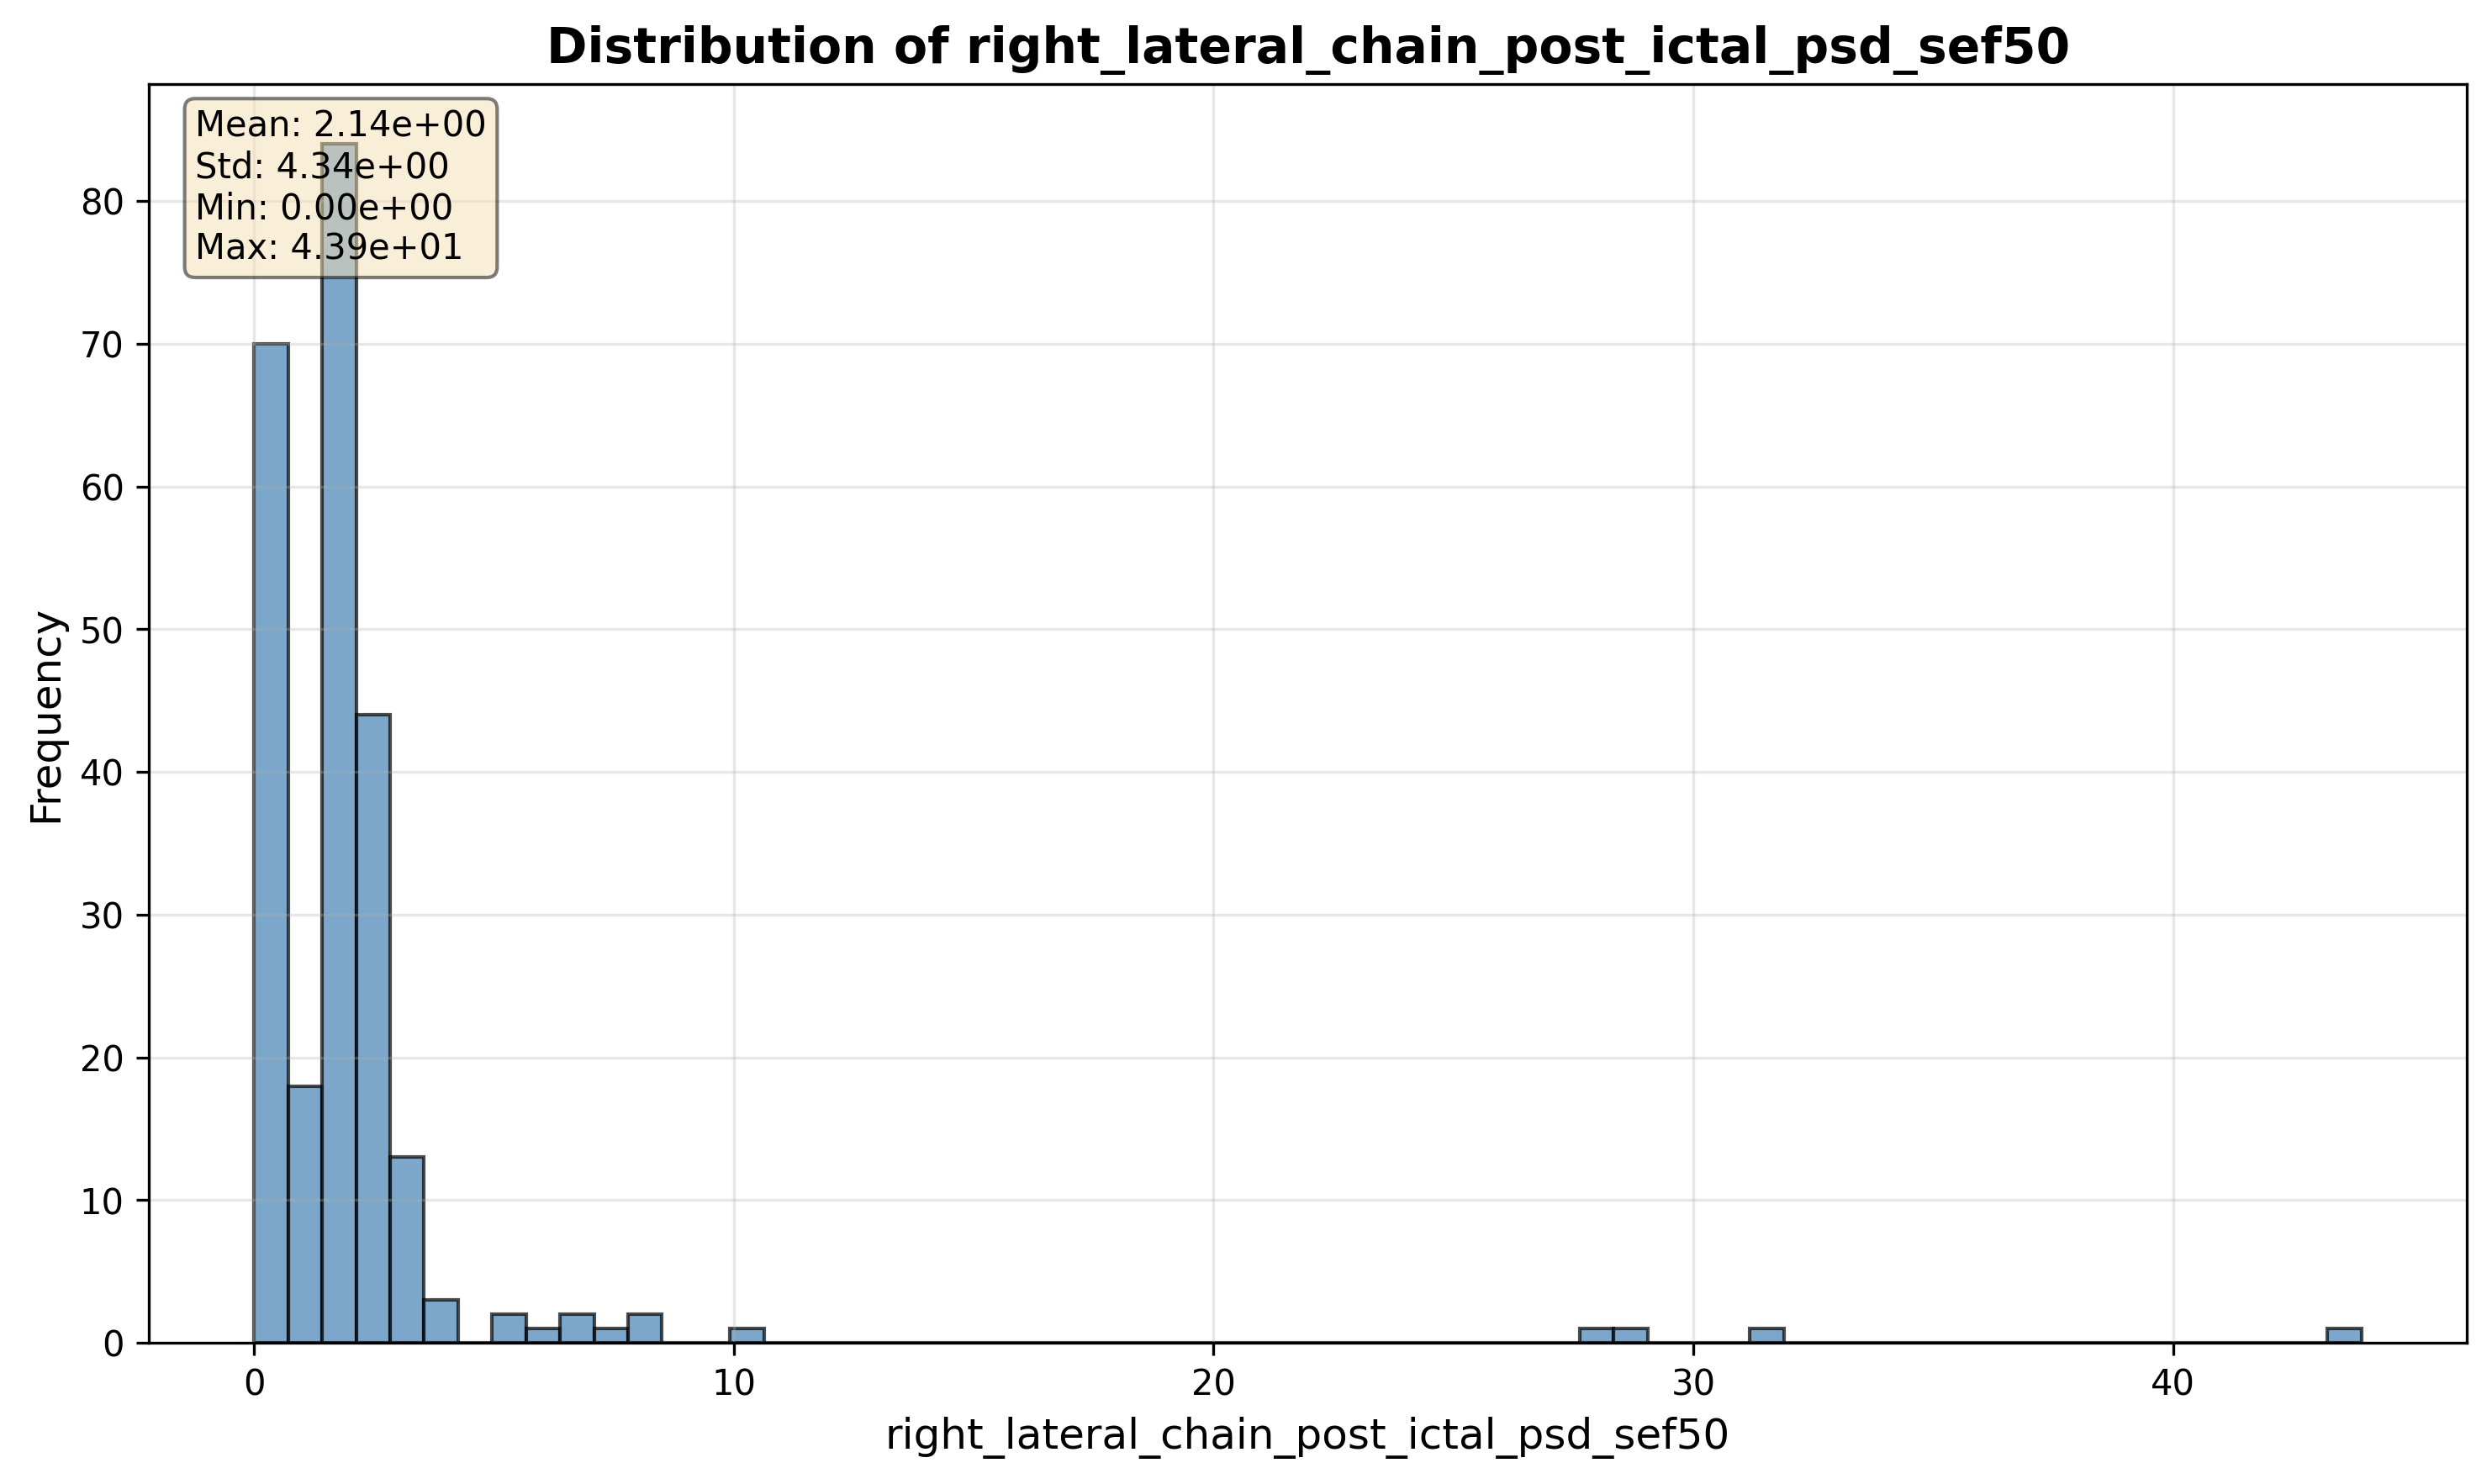 Distribution of right_lateral_chain_post_ictal_psd_sef50
Mean: 2.14e+00
Std: 4.34e+00
Min: 0.00e+00
Max: 4.39e+01
Frequency
80
70
60
50
40
30
20
10
0
0 10 20 30 40
right_lateral_chain_post_ictal_psd_sef50